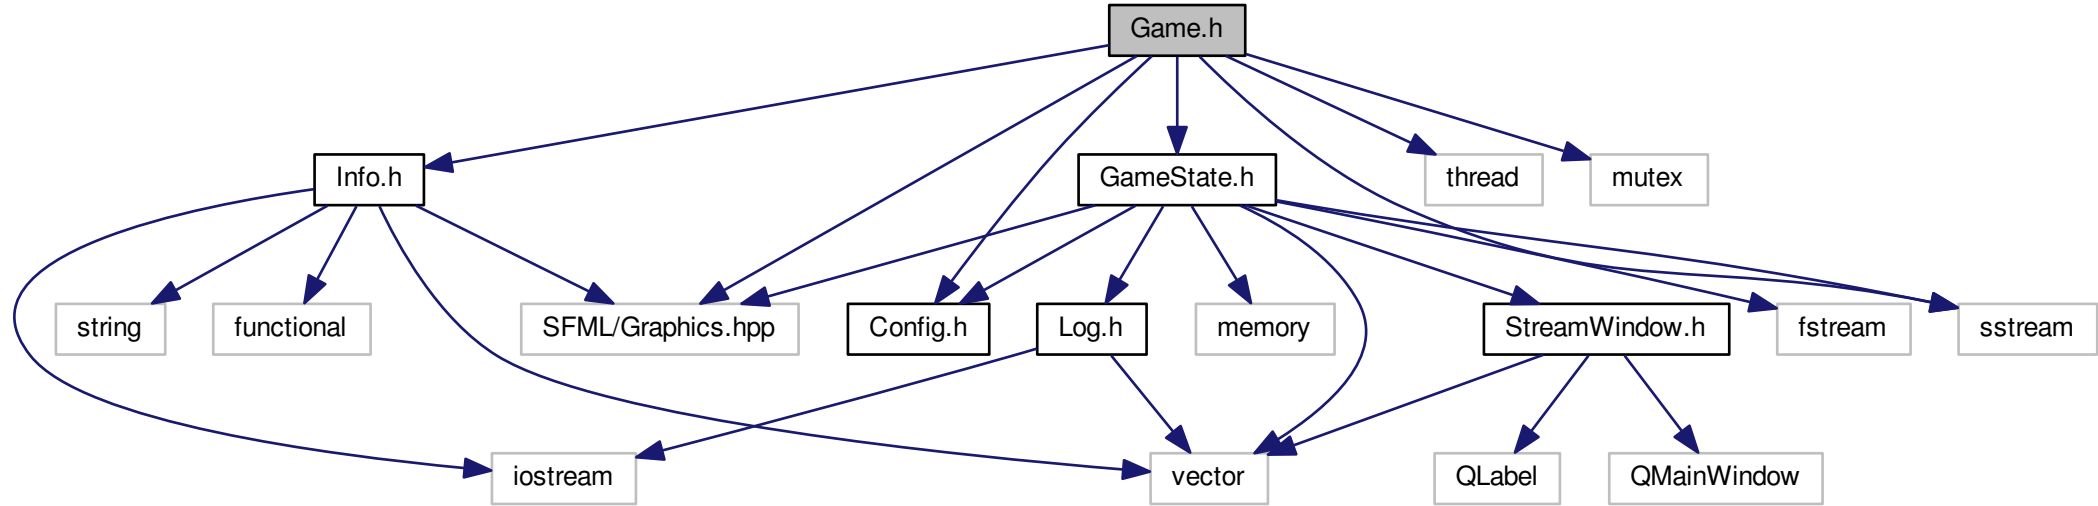 Game.h
Info.h
GameState.h
thread
mutex
string
functional
SFML/Graphics.hpp
Config.h
Log.h
memory
StreamWindow.h
fstream
sstream
iostream
vector
QLabel
QMainWindow